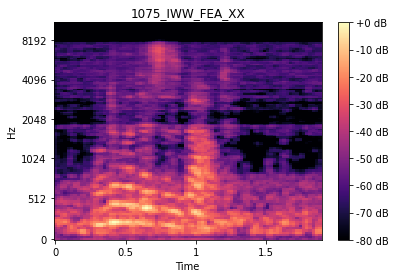 1075_IWW_FEA_XX
8192
4096
2048
1024
512
0
Hz
0
0.5
1
1.5
Time
+0 dB
-10 dB
-20 dB
-30 dB
-40 dB
-50 dB
-60 dB
-70 dB
-80 dB